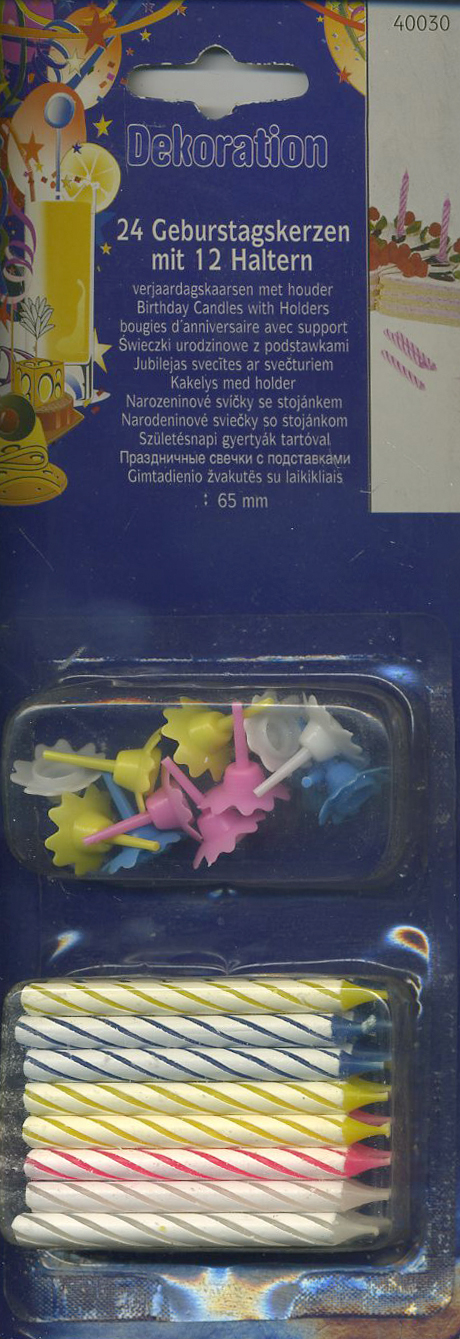 40030
Dekoration
24 Geburstagskerzen
mit 12 Haltern
verjaardagskaarsen met houder
Birthday Candles with Holders
bougies d'anniversaire avec support
Świeczki urodzinowe z podstawkami
Jubilejas svecītes ar svečturiem
Kakelys med holder
Narozeninové svíčky se stojánkem
Narodeninové sviečky so stojánkom
Születésnapi gyertyák tartóval
Праздничные свечки с подставками
Gimtadienio žvakutės su laikikliais
: 65 mm